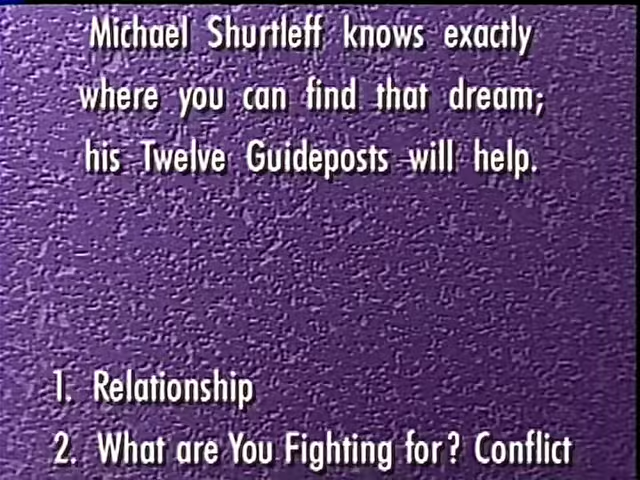 Michael Shurtleff knows exactly
where you can find that dream;
his Twelve Guideposts will help.
1. Relationship
2. What are You Fighting for? Conflict